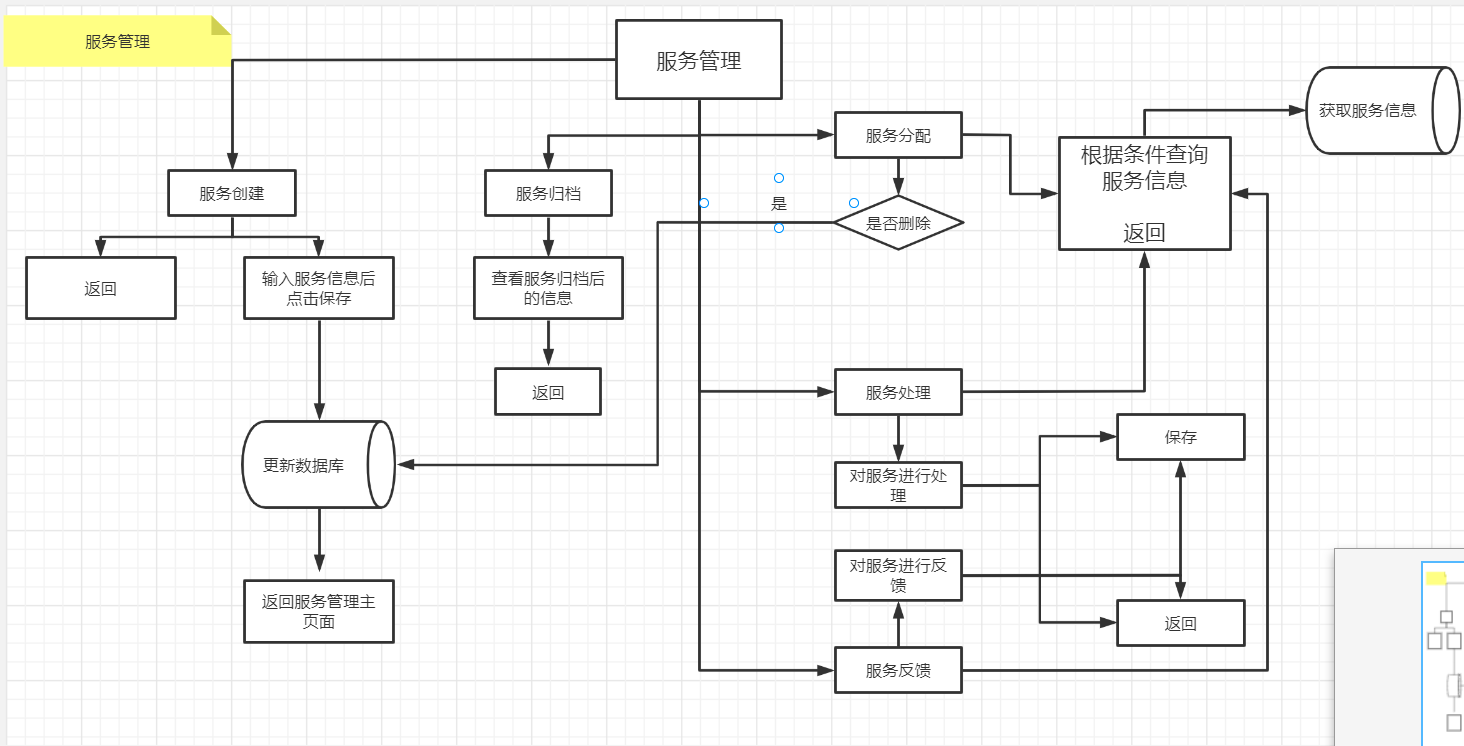 服务管理
服务管理
获取服务信息
服务分配
根据条件查询
服务信息
返回
服务创建
服务归档
是
是否删除
返回
输入服务信息后
点击保存
查看服务归档后
的信息
返回
服务处理
保存
更新数据库
对服务进行处
理
对服务进行反
馈
返回服务管理主
页面
返回
服务反馈